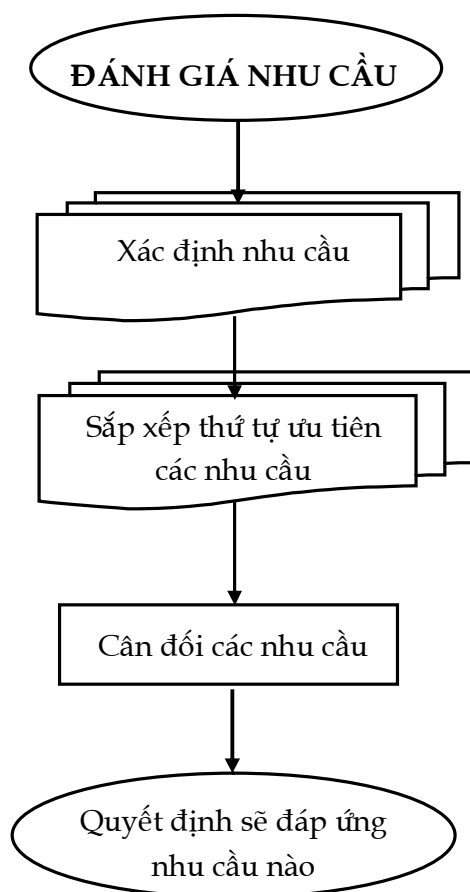 ĐÁNH GIÁ NHU CẦU
Xác định nhu cầu
Sắp xếp thứ tự ưu tiên
các nhu cầu
Cân đối các nhu cầu
Quyết định sẽ đáp ứng
nhu cầu nào